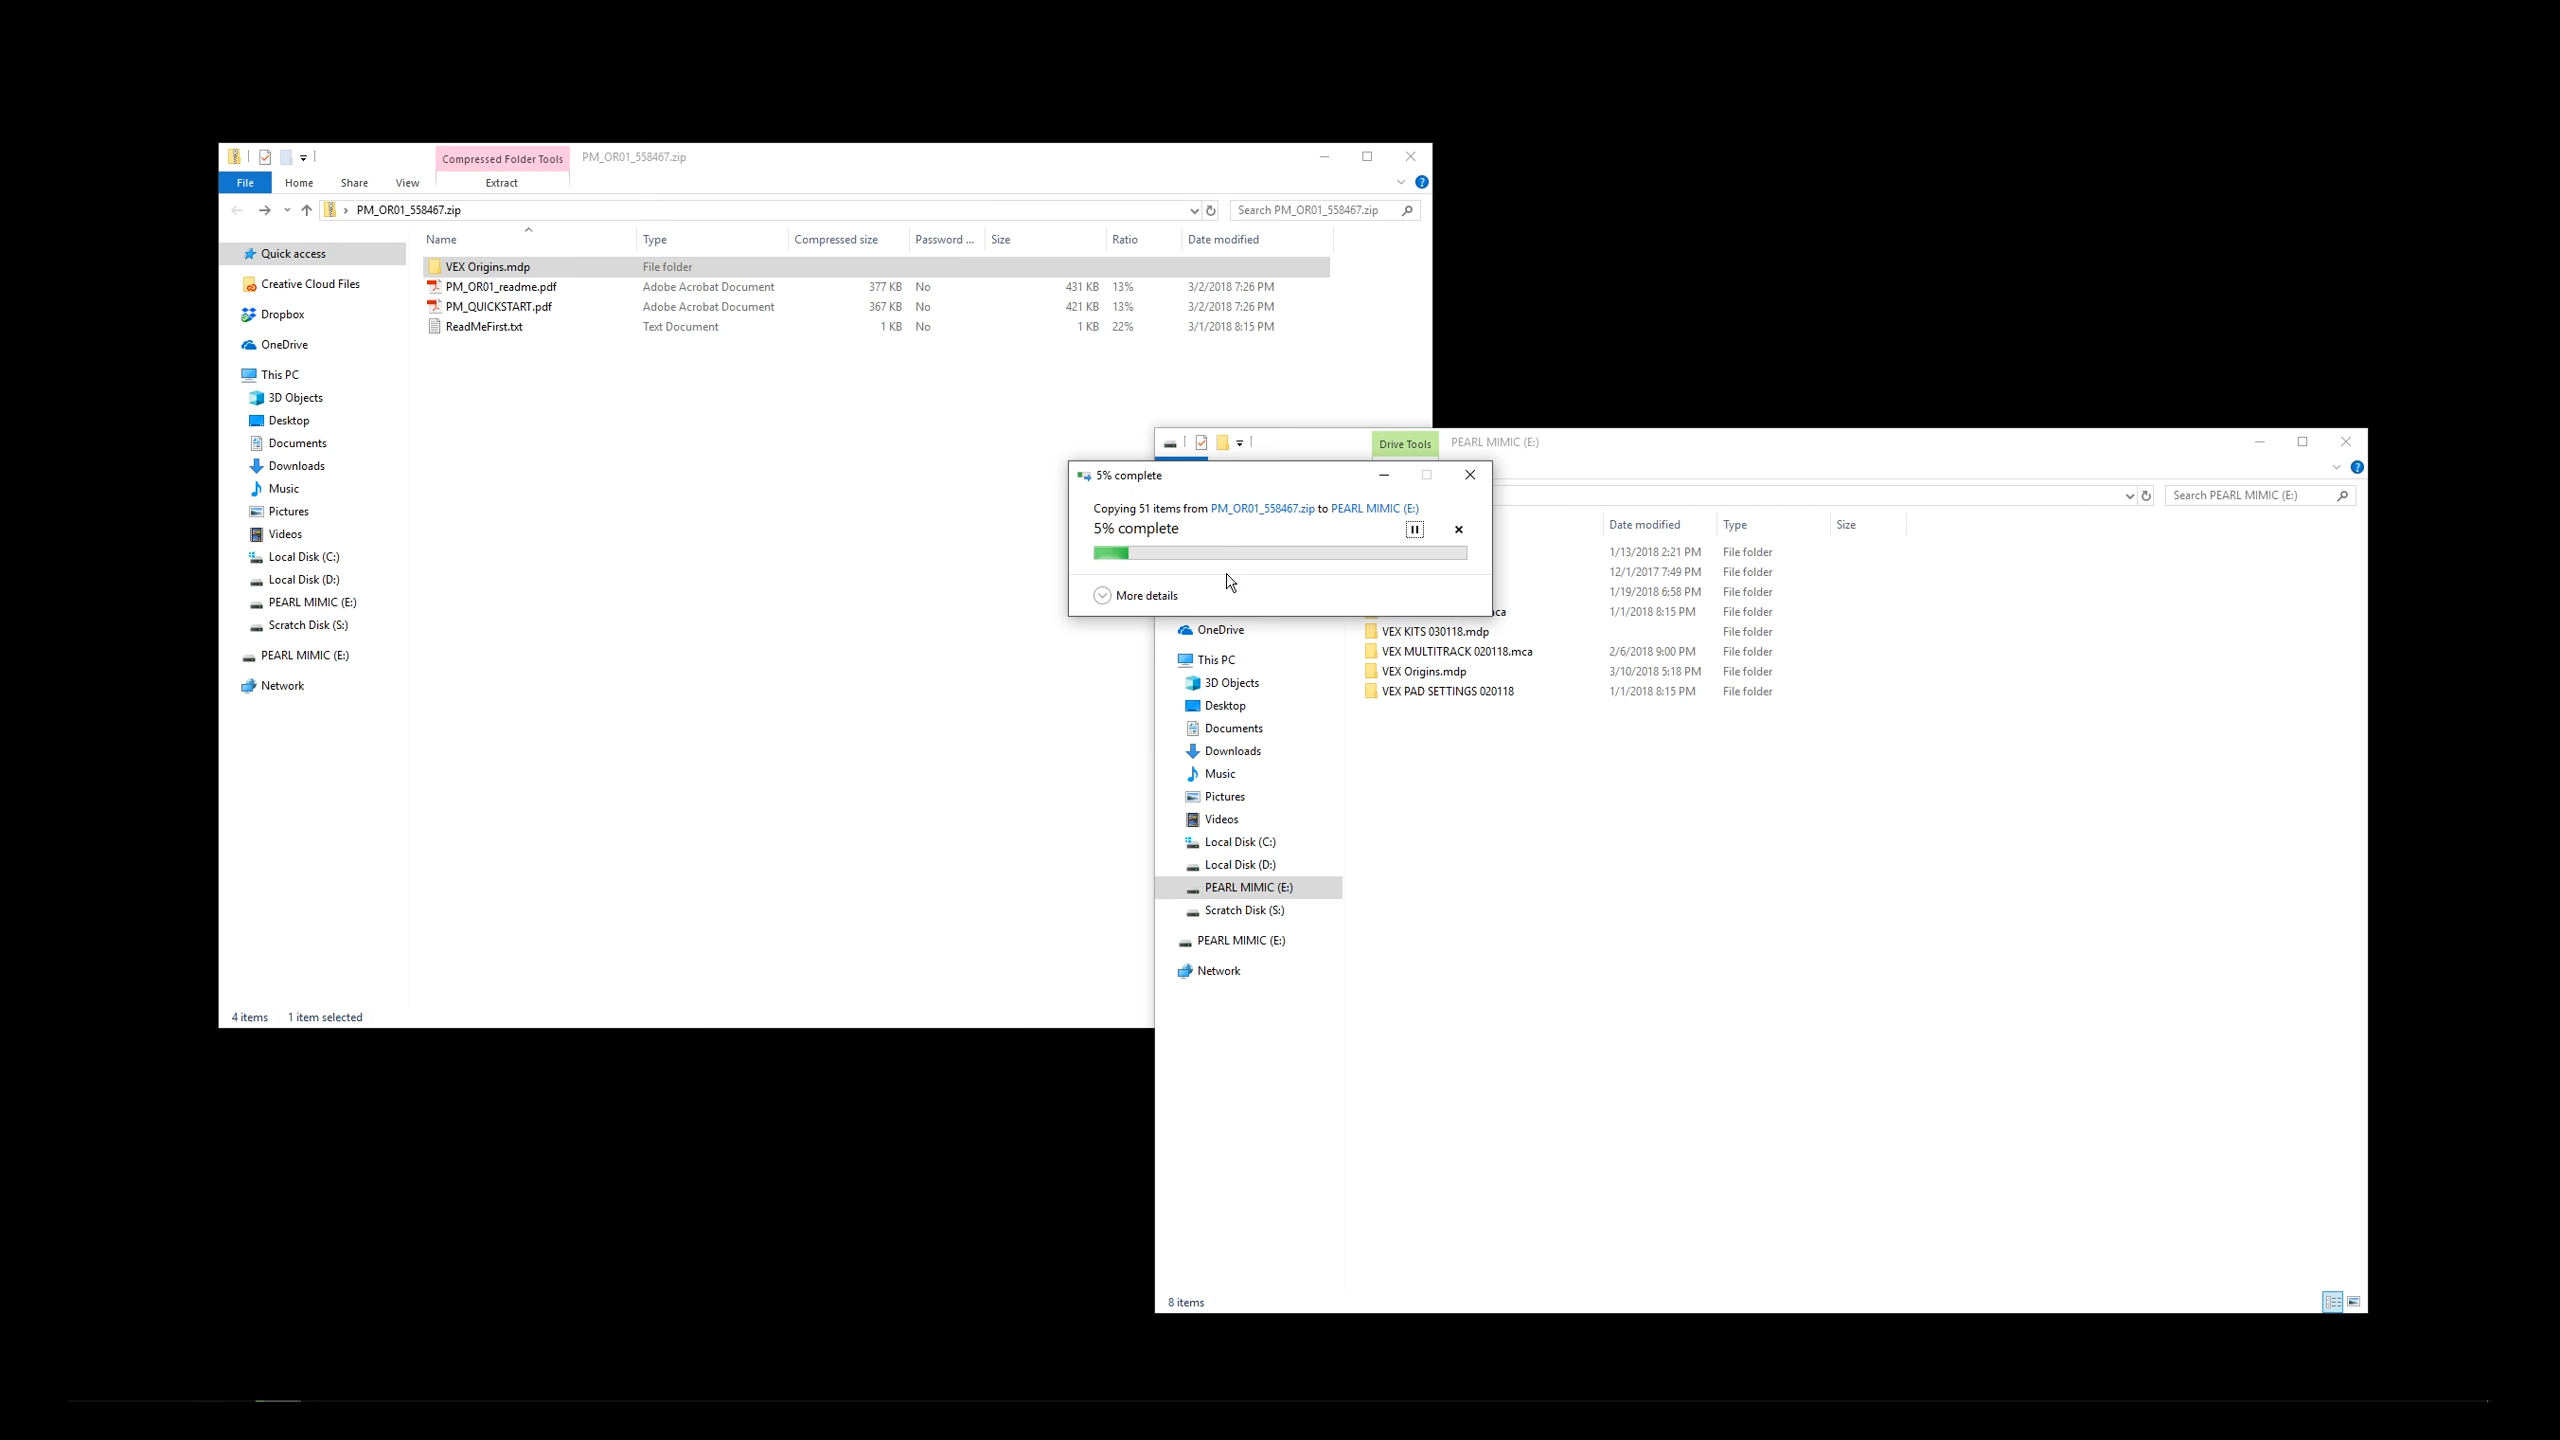 Compressed Folder Tools
PM_OR01_558467.zip
File
Home
Share
View
Extract
PM_OR01_558467.zip
Search PM_OR01_558467.zip
Name
Type
Compressed size
Password ...
Size
Ratio
Date modified
VEX Origins.mdp File folder
PM_OR01_readme.pdf Adobe Acrobat Document 377 KB No 431 KB 13% 3/2/2018 7:26 PM
PM_QUICKSTART.pdf Adobe Acrobat Document 367 KB No 421 KB 13% 3/2/2018 7:26 PM
ReadMeFirst.txt Text Document 1 KB No 1 KB 22% 3/1/2018 8:15 PM
Quick access
Creative Cloud Files
Dropbox
OneDrive
This PC
3D Objects
Desktop
Documents
Downloads
Music
Pictures
Videos
Local Disk (C:)
Local Disk (D:)
PEARL MIMIC (E:)
Scratch Disk (S:)
PEARL MIMIC (E:)
Network
4 items 1 item selected
Drive Tools
PEARL MIMIC (E:)
5% complete
Copying 51 items from PM_OR01_558467.zip to PEARL MIMIC (E:)
5% complete
More details
Search PEARL MIMIC (E:)
Date modified
Type
Size
1/13/2018 2:21 PM File folder
12/1/2017 7:49 PM File folder
1/19/2018 6:58 PM File folder
1/1/2018 8:15 PM File folder
VEX KITS 030118.mdp File folder
VEX MULTITRACK 020118.mca 2/6/2018 9:00 PM File folder
VEX Origins.mdp 3/10/2018 5:18 PM File folder
VEX PAD SETTINGS 020118 1/1/2018 8:15 PM File folder
OneDrive
This PC
3D Objects
Desktop
Documents
Downloads
Music
Pictures
Videos
Local Disk (C:)
Local Disk (D:)
PEARL MIMIC (E:)
Scratch Disk (S:)
PEARL MIMIC (E:)
Network
8 items